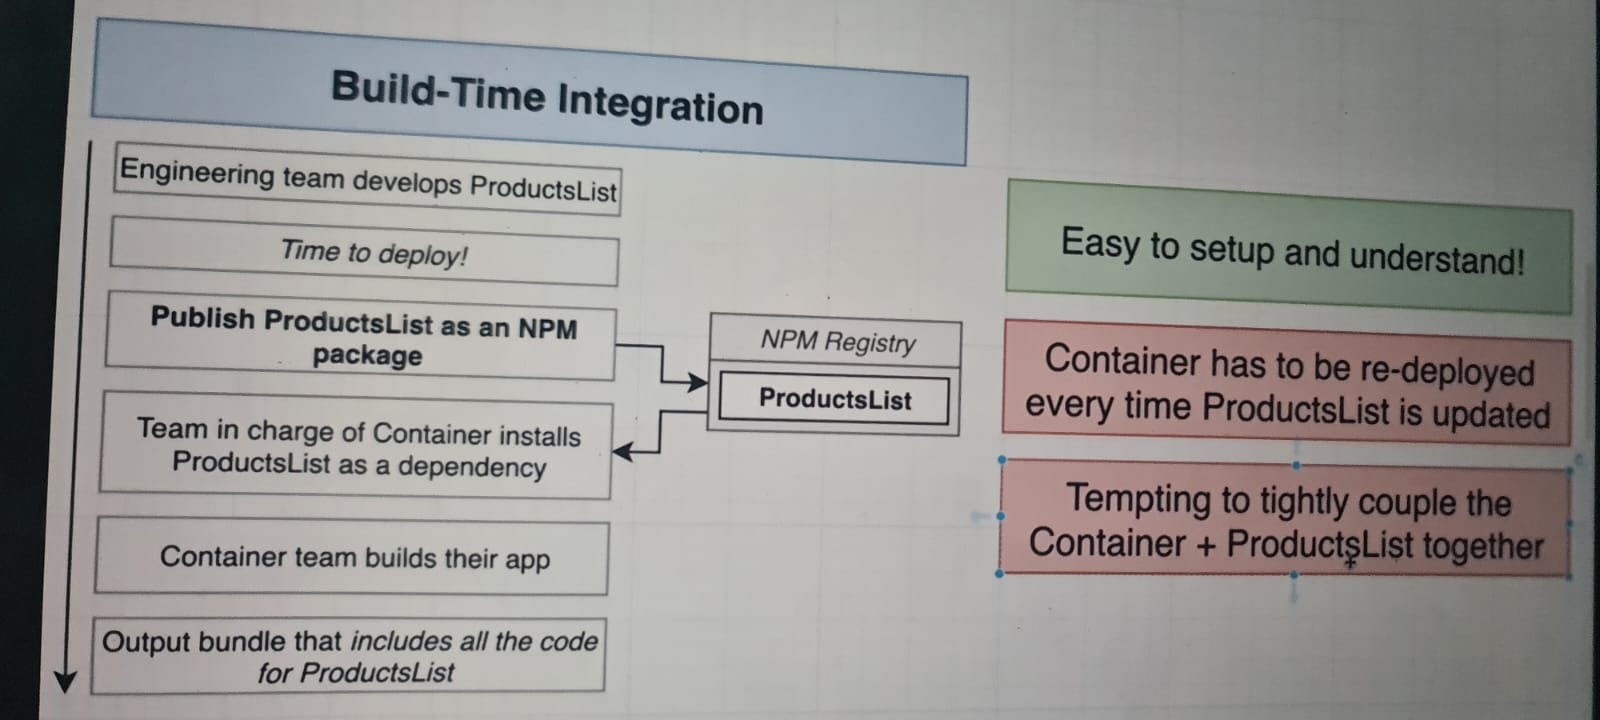 Build-Time Integration
Engineering team develops ProductsList
Time to deploy!
Publish ProductsList as an NPM
package
Team in charge of Container installs
ProductsList as a dependency
Container team builds their app
Output bundle that includes all the code
for ProductsList
NPM Registry
ProductsList
Easy to setup and understand!
Container has to be re-deployed
every time ProductsList is updated
Tempting to tightly couple the
Container + ProductsList together